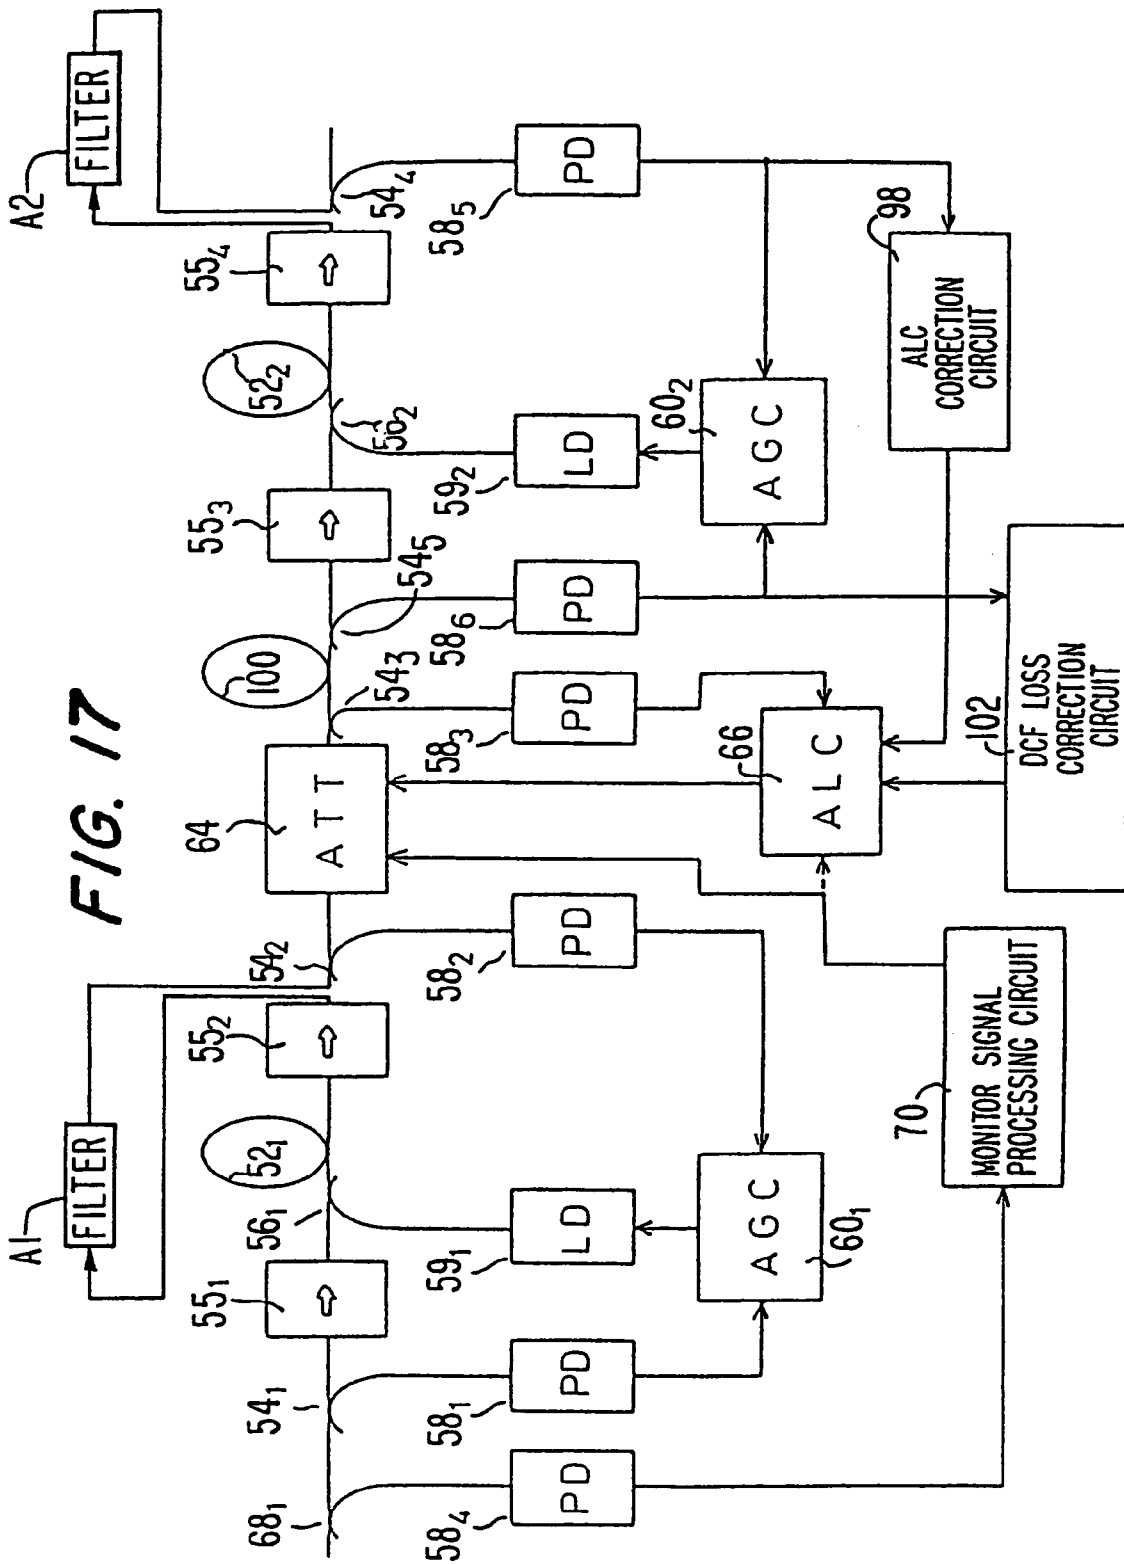 FIG. 17
A1
FILTER
A2
FILTER
68₁
54₁
55₁
56₁
52₁
55₂
54₂
64
ATT
54₃
100
54₅
55₃
56₂
52₂
55₄
54₄
58₄
PD
58₁
PD
59₁
LD
58₂
PD
58₃
PD
58₆
PD
59₂
LD
58₅
PD
AGC
60₁
66
ALC
AGC
60₂
70
MONITOR SIGNAL
PROCESSING CIRCUIT
102
DCF LOSS
CORRECTION
CIRCUIT
98
ALC
CORRECTION
CIRCUIT